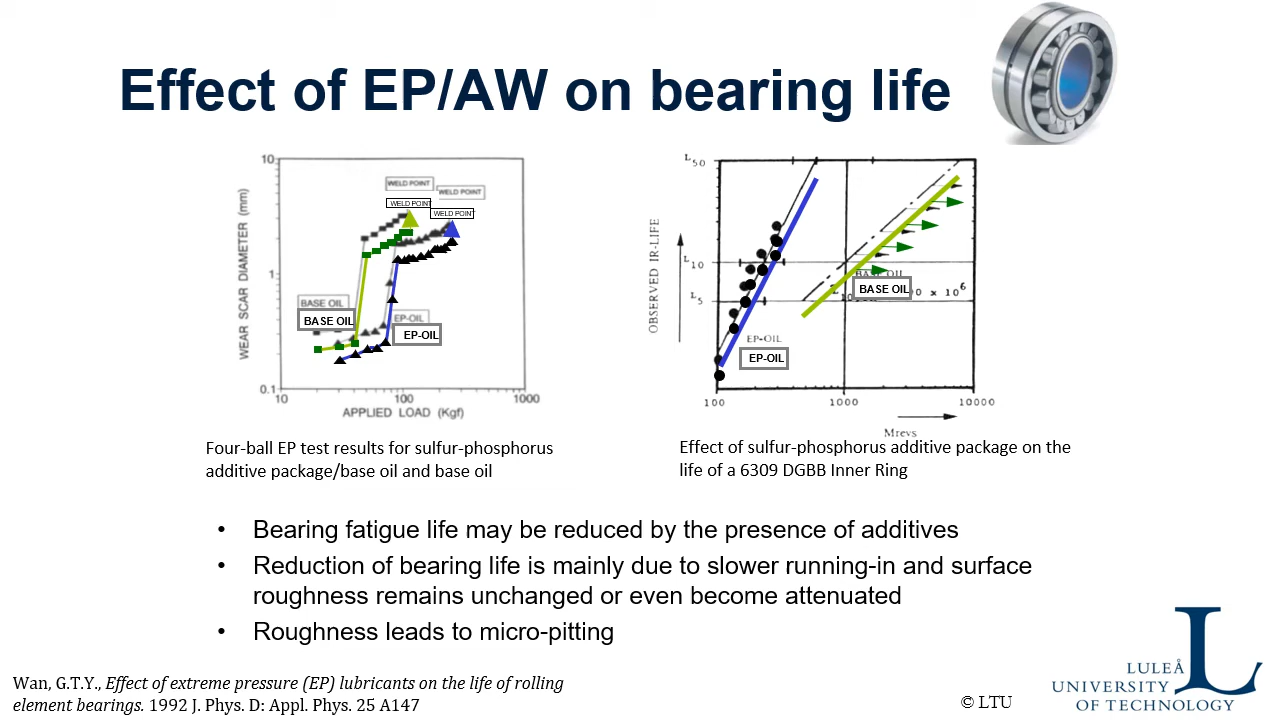 Effect of EP/AW on bearing life
10
1
0.1
WEAR SCAR DIAMETER (mm)
WELD POINT
WELD POINT
WELD POINT
WELD POINT
BASE OIL
BASE OIL
EP-OIL
EP-OIL
10
100
1000
APPLIED LOAD (Kgf)
Four-ball EP test results for sulfur-phosphorus
additive package/base oil and base oil
OBSERVED IR-LIFE
L50
L10
L5
EP-OIL
EP-OIL
BASE OIL
BASE OIL
x 10⁶
100
1000
10000
Mrevs
Effect of sulfur-phosphorus additive package on the
life of a 6309 DGBB Inner Ring
• Bearing fatigue life may be reduced by the presence of additives
• Reduction of bearing life is mainly due to slower running-in and surface
roughness remains unchanged or even become attenuated
• Roughness leads to micro-pitting
Wan, G.T.Y., Effect of extreme pressure (EP) lubricants on the life of rolling
element bearings. 1992 J. Phys. D: Appl. Phys. 25 A147
© LTU
LULEÅ
UNIVERSITY
OF TECHNOLOGY
L